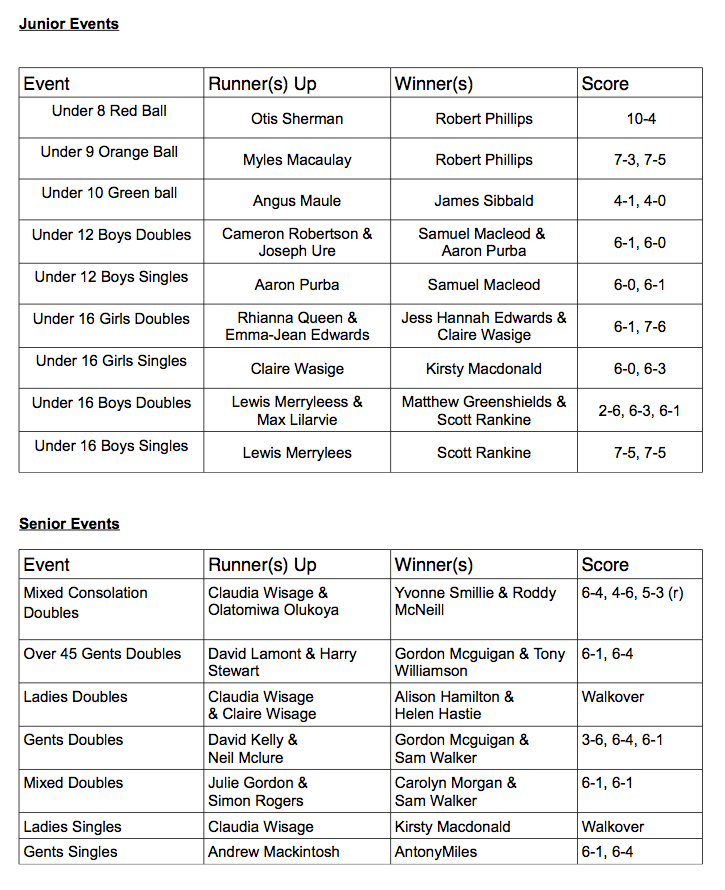 Junior Events
Event Runner(s) Up Winner(s) Score
Under 8 Red Ball Otis Sherman Robert Phillips 10-4
Under 9 Orange Ball Myles Macaulay Robert Phillips 7-3, 7-5
Under 10 Green ball Angus Maule James Sibbald 4-1, 4-0
Under 12 Boys Doubles Cameron Robertson & Samuel Macleod & 6-1, 6-0
Joseph Ure Aaron Purba
Under 12 Boys Singles Aaron Purba Samuel Macleod 6-0, 6-1
Under 16 Girls Doubles Rhianna Queen & Jess Hannah Edwards & 6-1, 7-6
Emma-Jean Edwards Claire Wasige
Under 16 Girls Singles Claire Wasige Kirsty Macdonald 6-0, 6-3
Under 16 Boys Doubles Lewis Merryleess & Matthew Greenshields & 2-6, 6-3, 6-1
Max Lilarvie Scott Rankine
Under 16 Boys Singles Lewis Merrylees Scott Rankine 7-5, 7-5
Senior Events
Event Runner(s) Up Winner(s) Score
Mixed Consolation Claudia Wisage & Yvonne Smillie & Roddy 6-4, 4-6, 5-3 (r)
Doubles Olatomiwa Olukoya McNeill
Over 45 Gents Doubles David Lamont & Harry Gordon Mcguigan & Tony 6-1, 6-4
Stewart Williamson
Ladies Doubles Claudia Wisage Alison Hamilton & Walkover
& Claire Wisage Helen Hastie
Gents Doubles David Kelly & Gordon Mcguigan & 3-6, 6-4, 6-1
Neil Mclure Sam Walker
Mixed Doubles Julie Gordon & Carolyn Morgan & 6-1, 6-1
Simon Rogers Sam Walker
Ladies Singles Claudia Wisage Kirsty Macdonald Walkover
Gents Singles Andrew Mackintosh AntonyMiles 6-1, 6-4